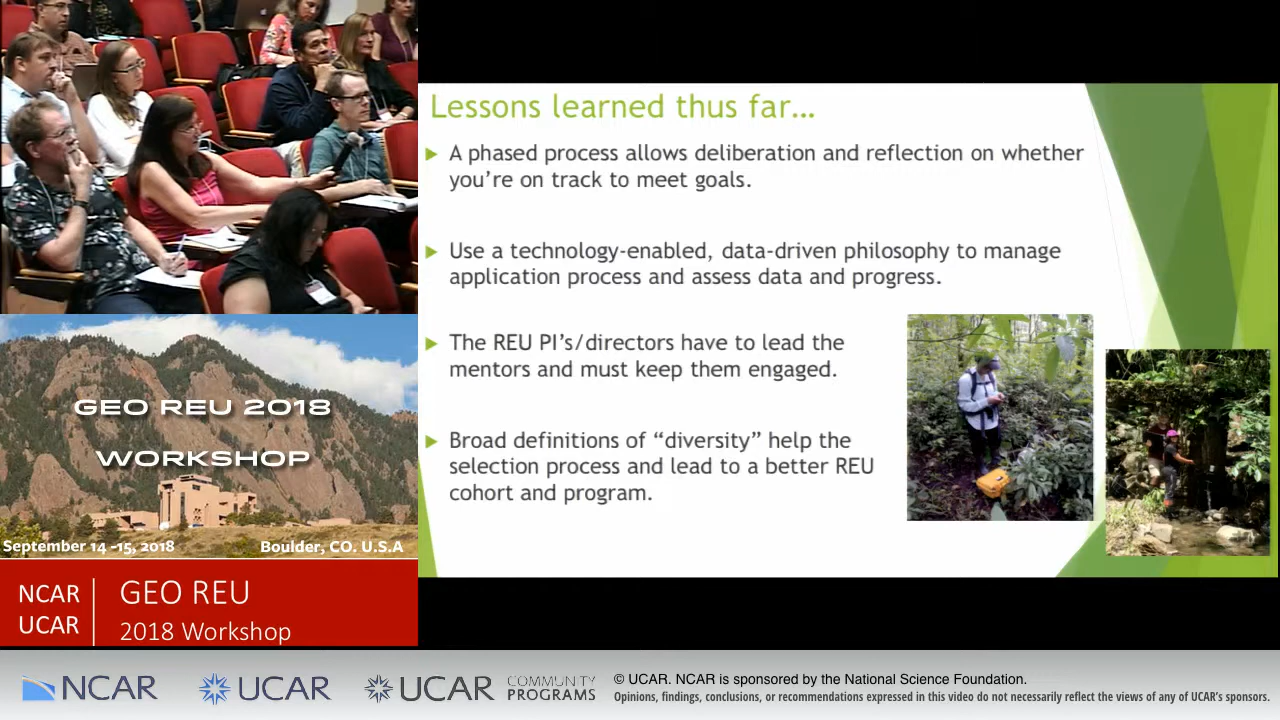 Lessons learned thus far…
A phased process allows deliberation and reflection on whether
you're on track to meet goals.
Use a technology-enabled, data-driven philosophy to manage
application process and assess data and progress.
The REU PI's/directors have to lead the
mentors and must keep them engaged.
Broad definitions of “diversity” help the
selection process and lead to a better REU
cohort and program.
GEO REU 2018
WORKSHOP
September 14 -15, 2018
Boulder, CO. U.S.A
NCAR
UCAR
GEO REU
2018 Workshop
NCAR
UCAR
UCAR
COMMUNITY
PROGRAMS
© UCAR. NCAR is sponsored by the National Science Foundation.
Opinions, findings, conclusions, or recommendations expressed in this video do not necessarily reflect the views of any of UCAR's sponsors.